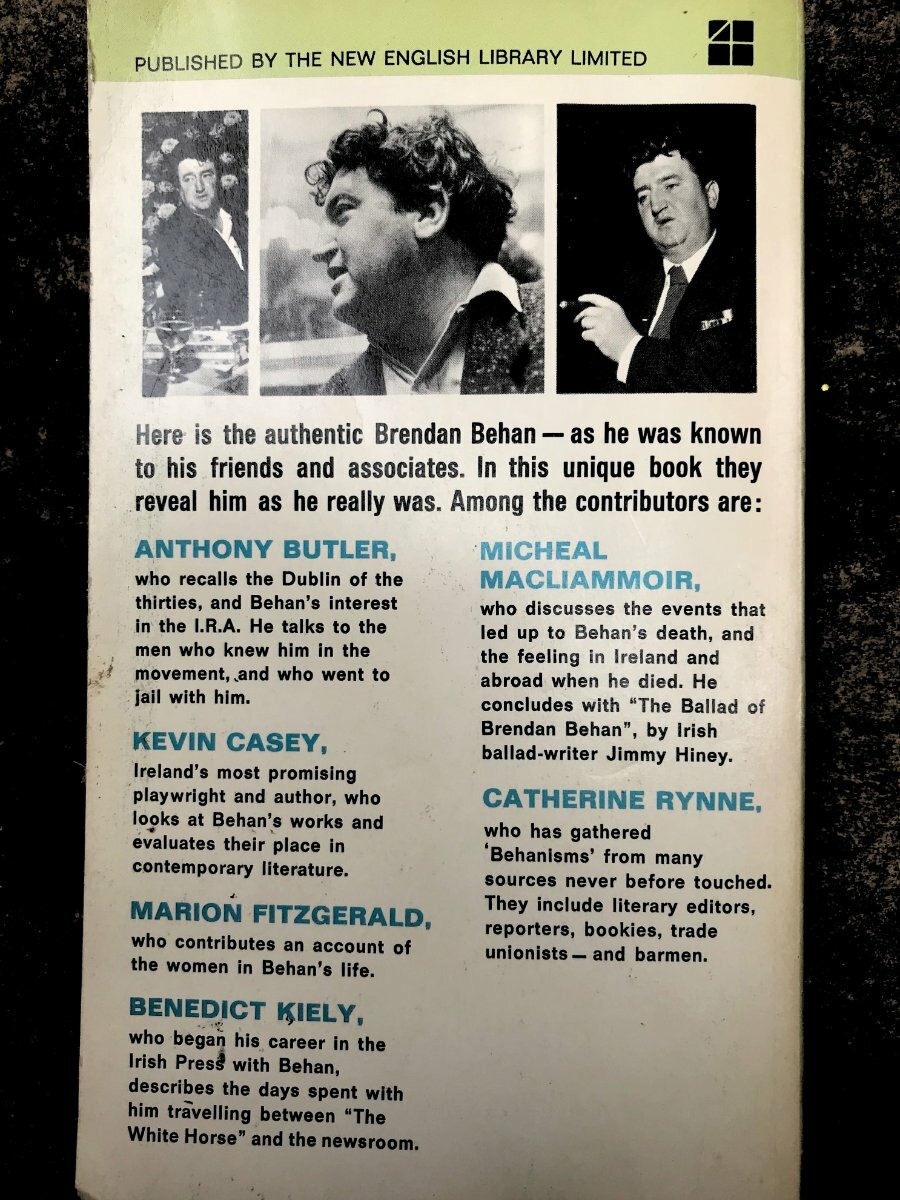 PUBLISHED BY THE NEW ENGLISH LIBRARY LIMITED
Here is the authentic Brendan Behan — as he was known
to his friends and associates. In this unique book they
reveal him as he really was. Among the contributors are:
ANTHONY BUTLER,
who recalls the Dublin of the
thirties, and Behan's interest
in the I.R.A. He talks to the
men who knew him in the
movement, and who went to
jail with him.
KEVIN CASEY,
Ireland's most promising
playwright and author, who
looks at Behan's works and
evaluates their place in
contemporary literature.
MARION FITZGERALD,
who contributes an account of
the women in Behan's life.
BENEDICT KIELY,
who began his career in the
Irish Press with Behan,
describes the days spent with
him travelling between "The
White Horse" and the newsroom.
MICHEAL
MACLIAMMOIR,
who discusses the events that
led up to Behan's death, and
the feeling in Ireland and
abroad when he died. He
concludes with "The Ballad of
Brendan Behan", by Irish
ballad-writer Jimmy Hiney.
CATHERINE RYNNE,
who has gathered
'Behanisms' from many
sources never before touched.
They include literary editors,
reporters, bookies, trade
unionists — and barmen.